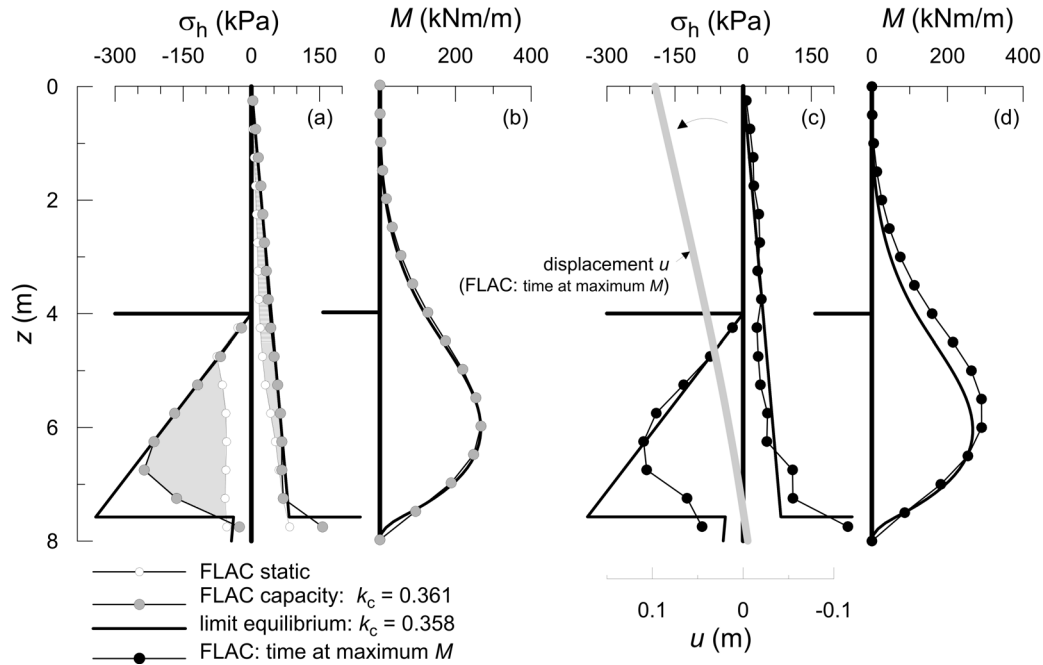 σh (kPa) M (kNm/m) σh (kPa) M (kNm/m)
-300 -150 0 150 0 200 400 -300 -150 0 150 0 200 400
(a) (b) (c) (d)
0
2
4
6
8
z (m)
displacement u
(FLAC: time at maximum M)
FLAC static
FLAC capacity: kc = 0.361
limit equilibrium: kc = 0.358
FLAC: time at maximum M
0.1 0 -0.1
u (m)